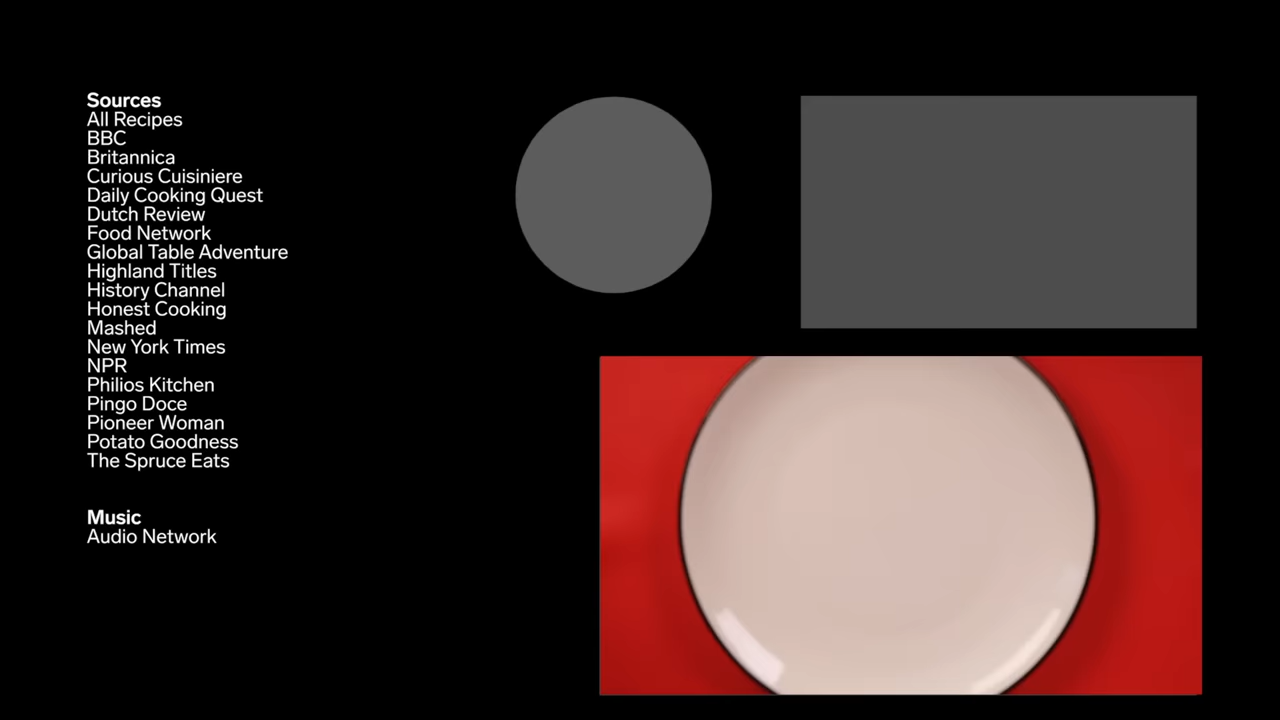 Sources
All Recipes
BBC
Britannica
Curious Cuisiniere
Daily Cooking Quest
Dutch Review
Food Network
Global Table Adventure
Highland Titles
History Channel
Honest Cooking
Mashed
New York Times
NPR
Philios Kitchen
Pingo Doce
Pioneer Woman
Potato Goodness
The Spruce Eats
Music
Audio Network